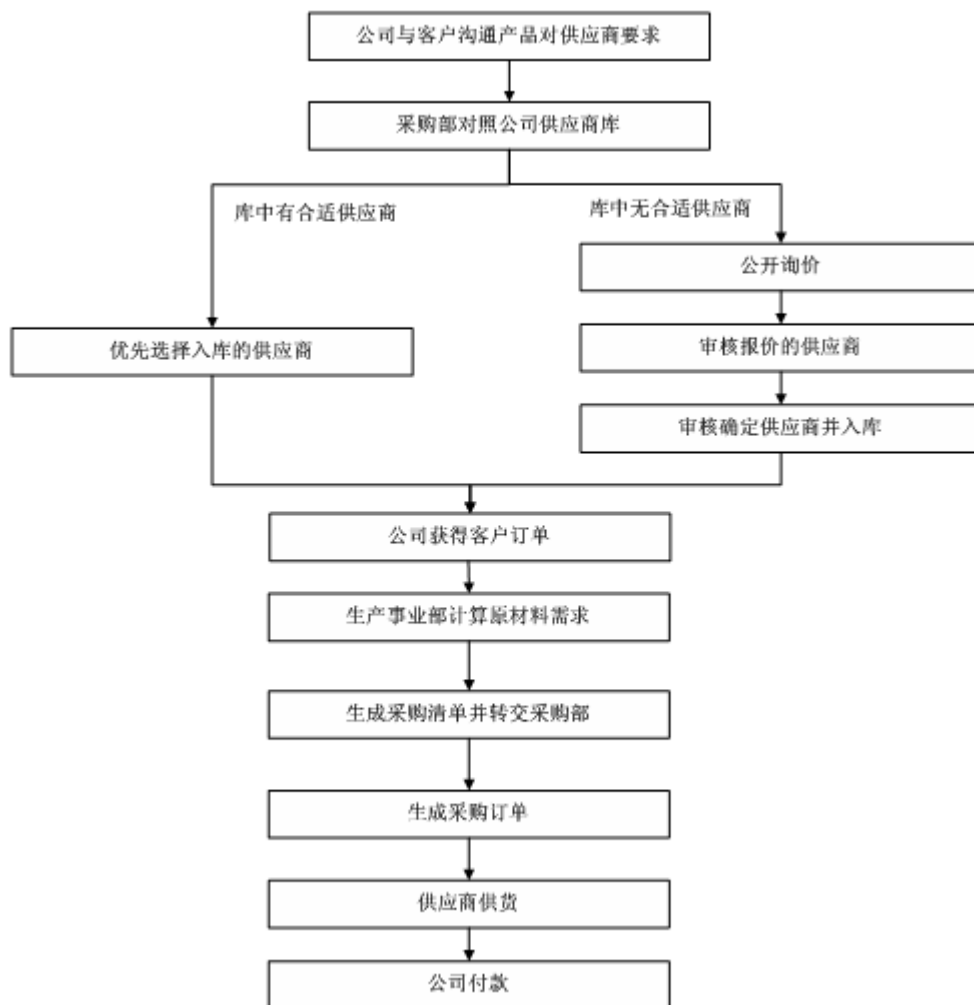 公司与客户沟通产品对供应商要求
采购部对照公司供应商库
库中有合适供应商
库中无合适供应商
公开询价
优先选择入库的供应商
审核报价的供应商
审核确定供应商并入库
公司获得客户订单
生产事业部计算原材料需求
生成采购清单并转交采购部
生成采购订单
供应商供货
公司付款